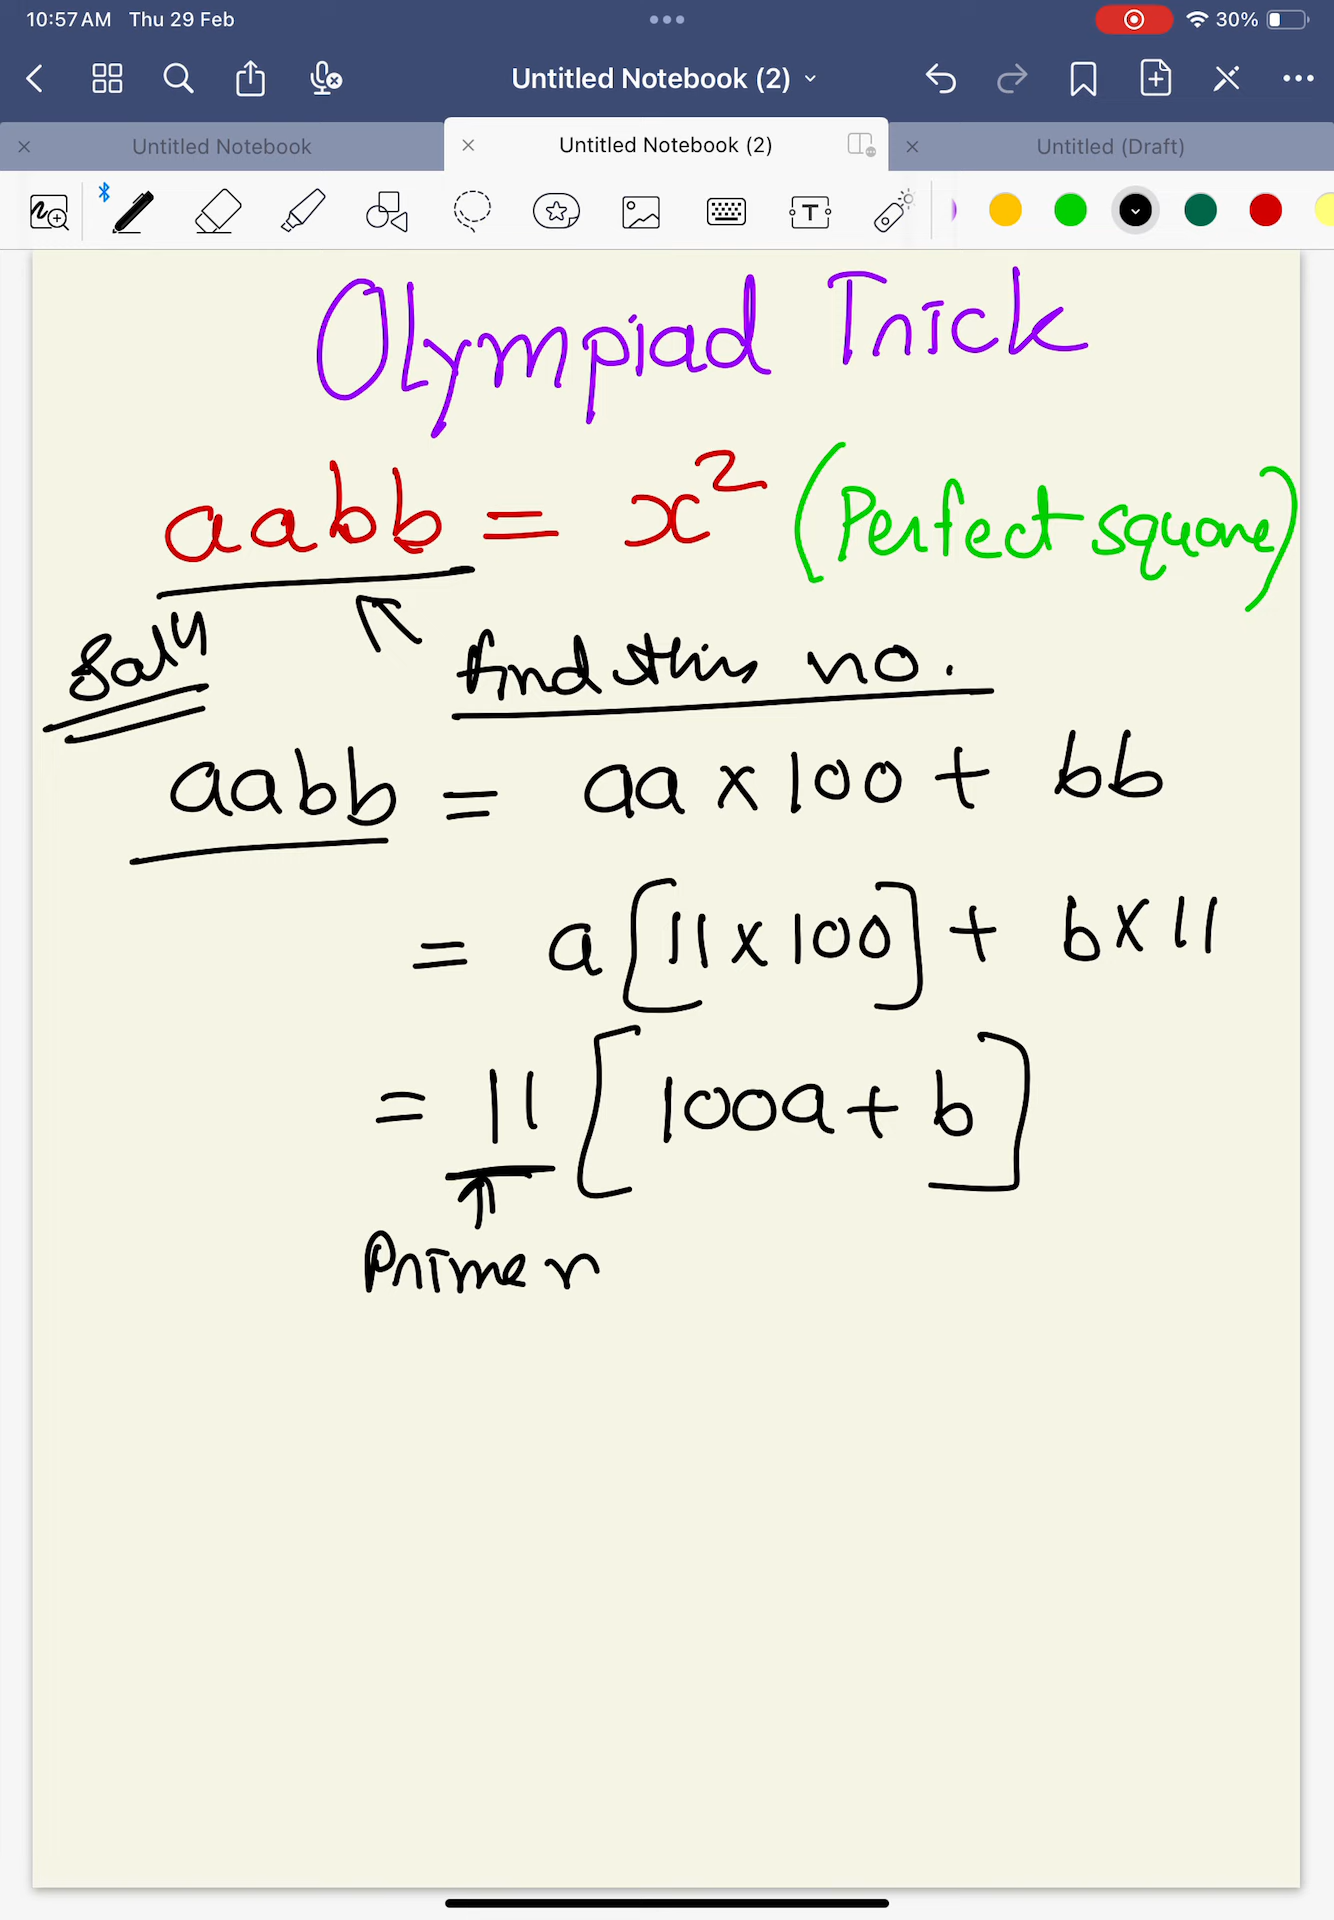 10:57 AM Thu 29 Feb 30%
Untitled Notebook (2)
Untitled Notebook Untitled Notebook (2) Untitled (Draft)
T
Olympiad Trick
aabb = x² (Perfect square)
Solⁿ
find this no.
aabb = aa x 100 + bb
= a [11 x 100] + b x 11
= 11 [100a + b]
Prime n